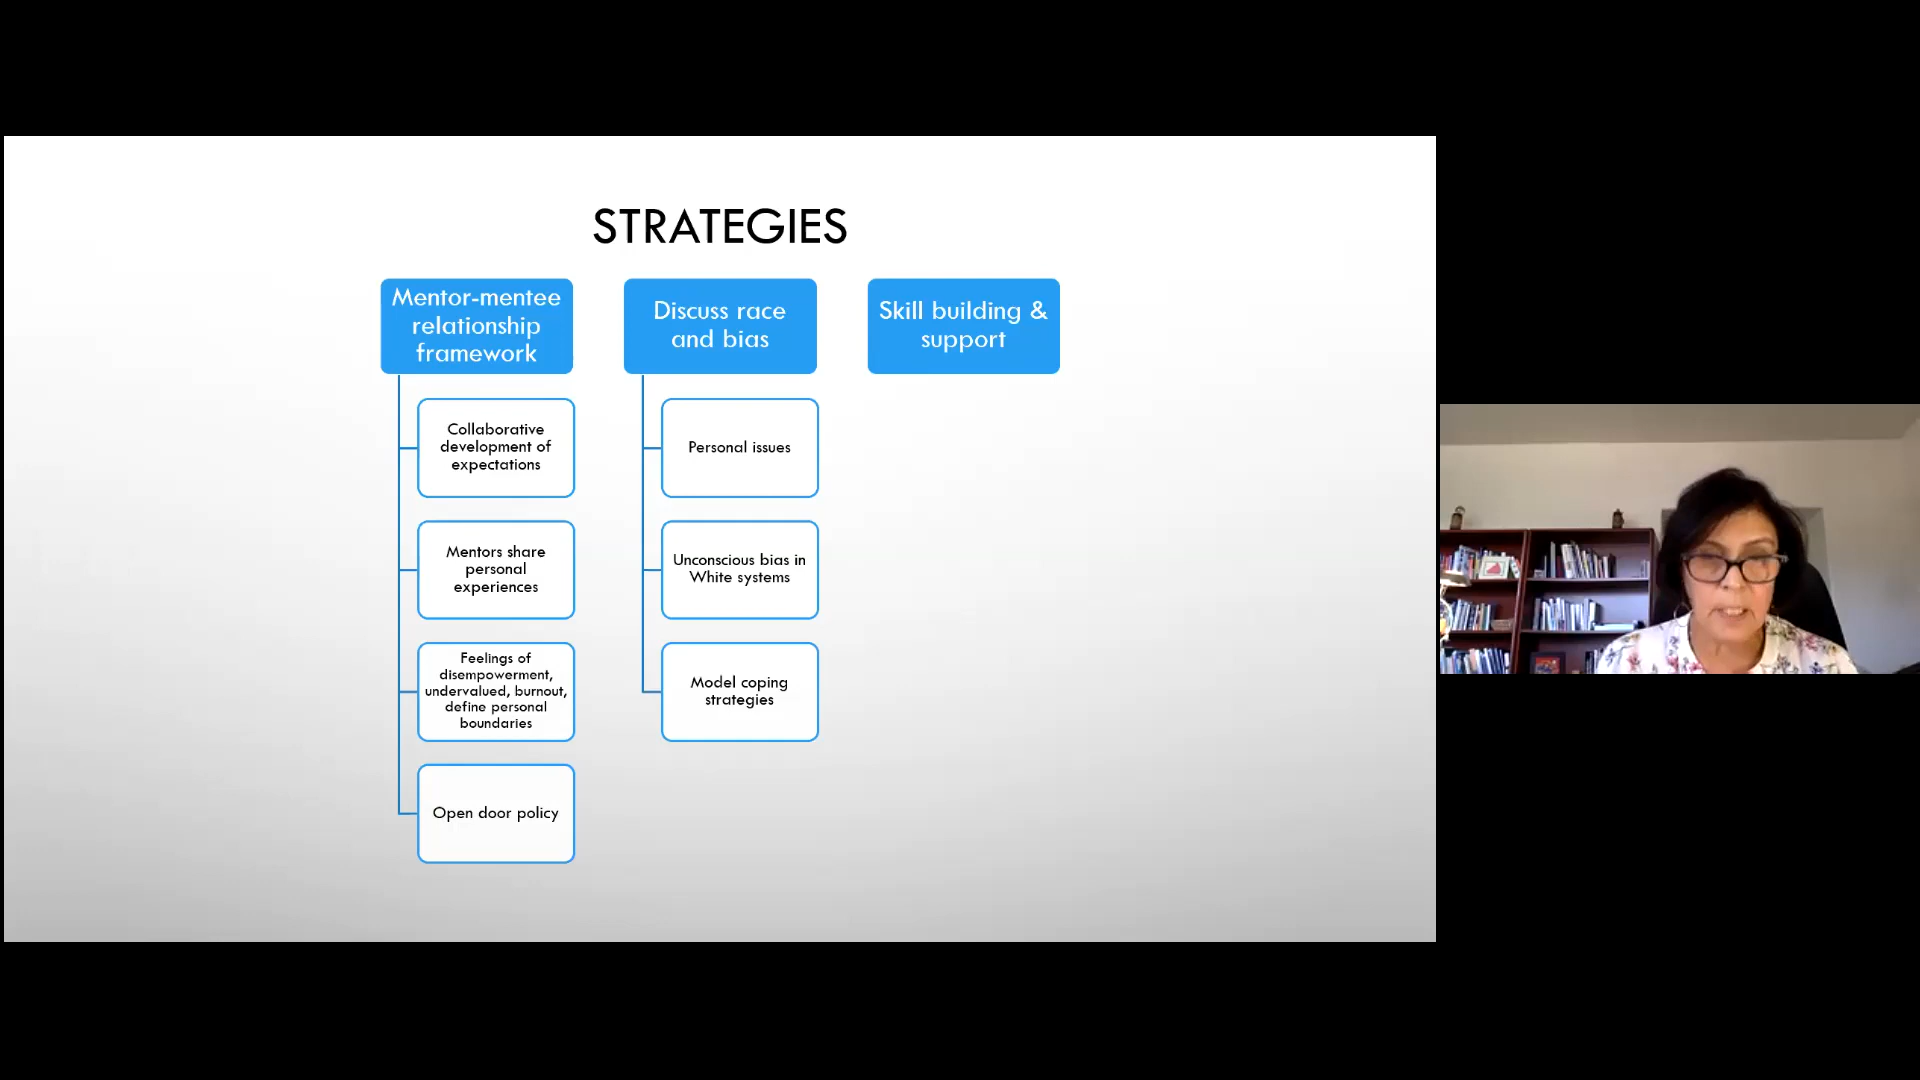 STRATEGIES
Mentor-mentee
relationship
framework
Collaborative
development of
expectations
Mentors share
personal
experiences
Feelings of
disempowerment,
undervalued, burnout,
define personal
boundaries
Open door policy
Discuss race
and bias
Personal issues
Unconscious bias in
White systems
Model coping
strategies
Skill building &
support